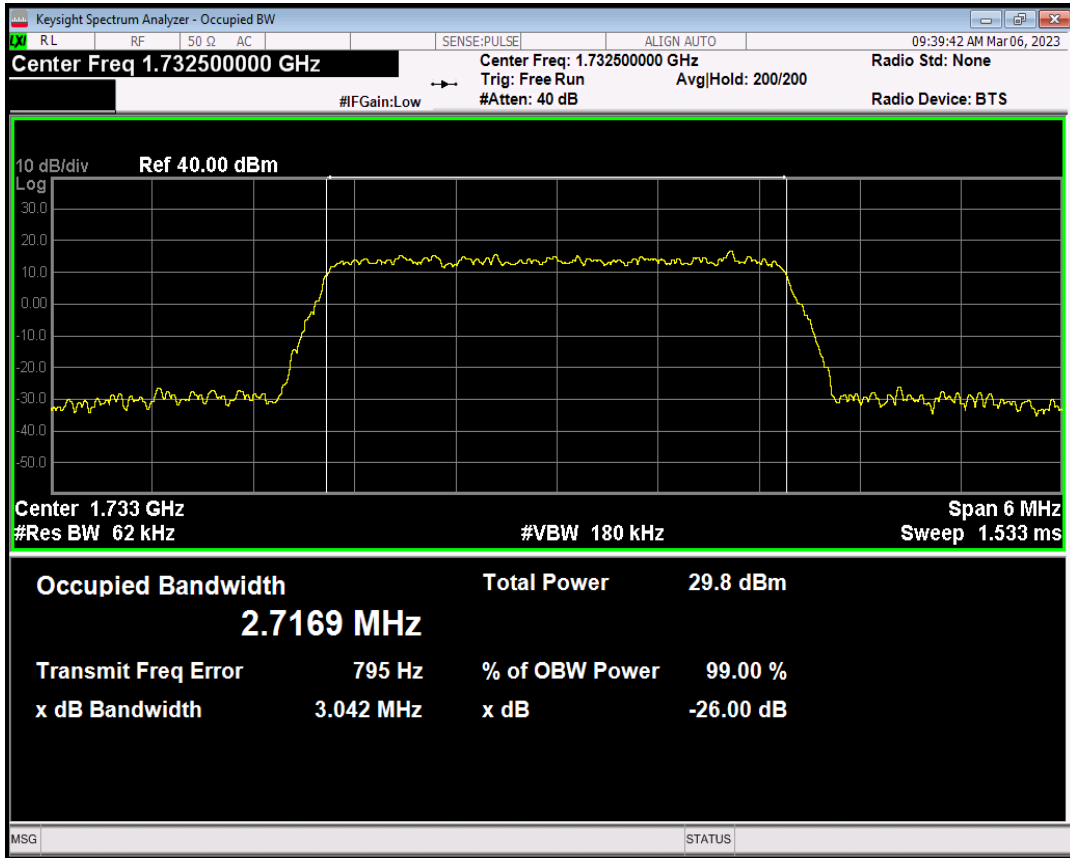 Keysight Spectrum Analyzer - Occupied BW
LXI RL RF 50 Ω AC SENSE:PULSE ALIGN AUTO 09:39:42 AM Mar 06, 2023
Center Freq 1.732500000 GHz Center Freq: 1.732500000 GHz Radio Std: None
Trig: Free Run Avg|Hold: 200/200
#IFGain:Low #Atten: 40 dB Radio Device: BTS
10 dB/div Ref 40.00 dBm
Log
30.0
20.0
10.0
0.00
-10.0
-20.0
-30.0
-40.0
-50.0
Center 1.733 GHz Span 6 MHz
#Res BW 62 kHz #VBW 180 kHz Sweep 1.533 ms
Occupied Bandwidth Total Power 29.8 dBm
2.7169 MHz
Transmit Freq Error 795 Hz % of OBW Power 99.00 %
x dB Bandwidth 3.042 MHz x dB -26.00 dB
MSG STATUS